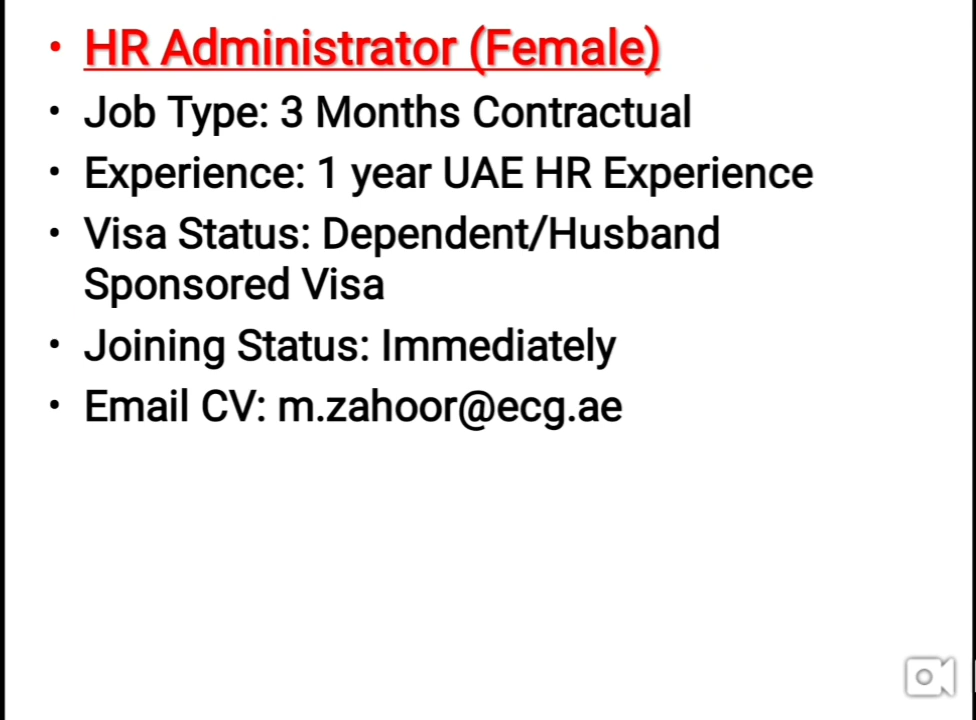 • HR Administrator (Female)
• Job Type: 3 Months Contractual
• Experience: 1 year UAE HR Experience
• Visa Status: Dependent/Husband
Sponsored Visa
• Joining Status: Immediately
• Email CV: m.zahoor@ecg.ae